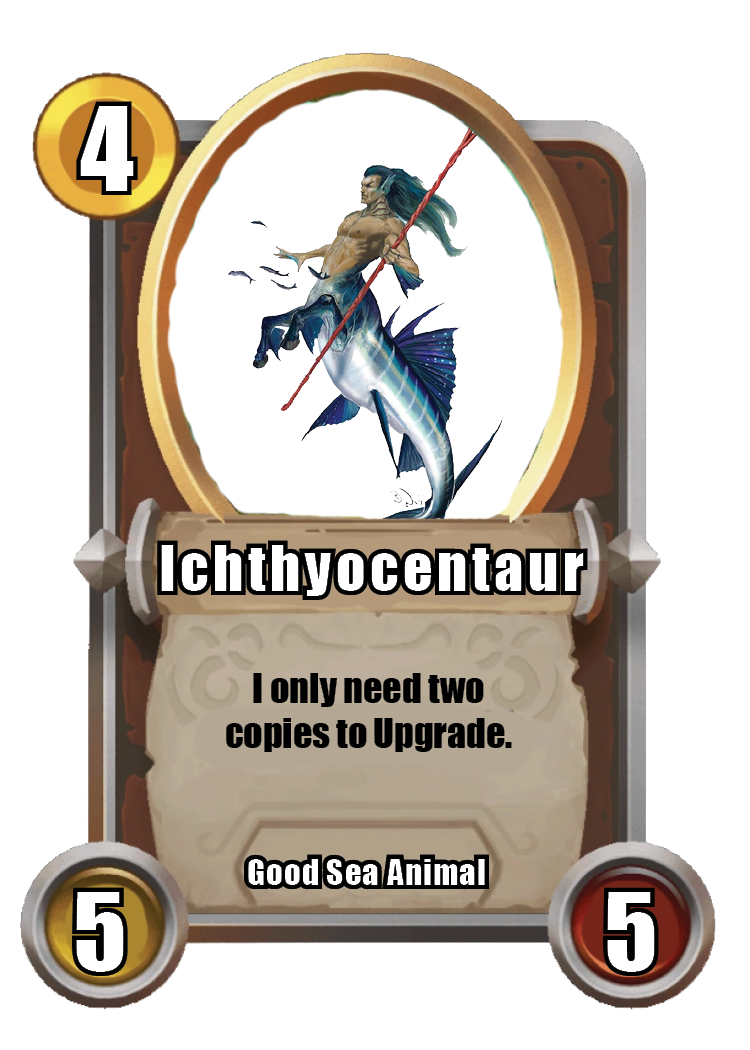 4
Ichthyocentaur
I only need two
copies to Upgrade.
Good Sea Animal
5
5